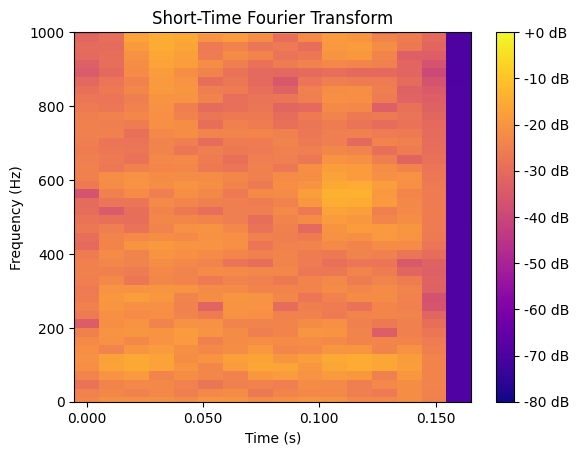 Short-Time Fourier Transform
1000
800
600
400
200
0
Frequency (Hz)
0.000
0.050
0.100
0.150
Time (s)
+0 dB
-10 dB
-20 dB
-30 dB
-40 dB
-50 dB
-60 dB
-70 dB
-80 dB